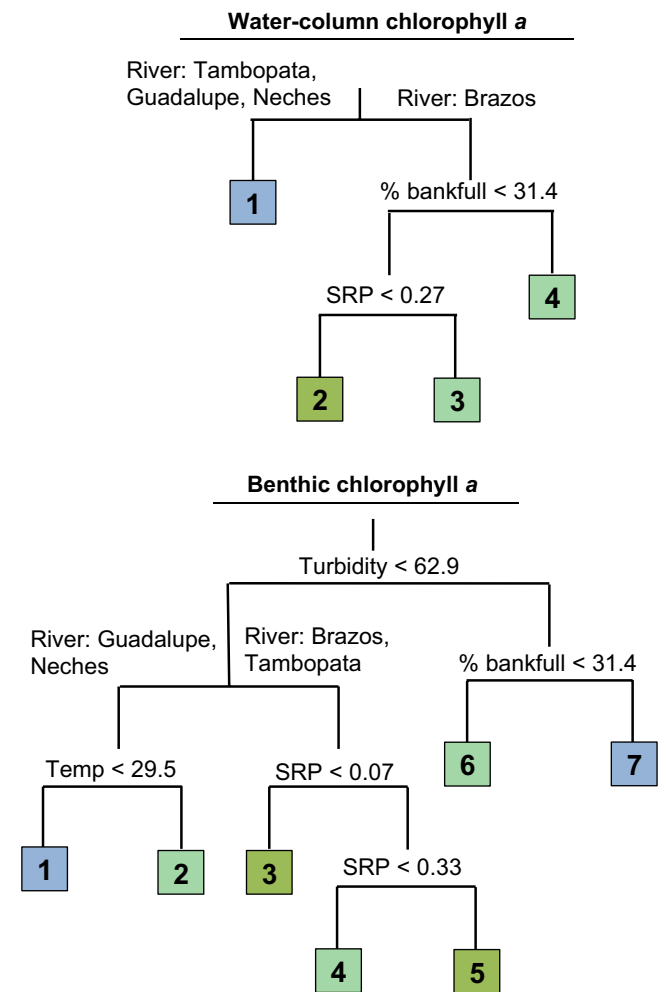 Water-column chlorophyll a
River: Tambopata,
Guadalupe, Neches
River: Brazos
1
% bankfull < 31.4
SRP < 0.27
4
2
3
Benthic chlorophyll a
Turbidity < 62.9
River: Guadalupe,
Neches
River: Brazos,
Tambopata
% bankfull < 31.4
6
7
Temp < 29.5
SRP < 0.07
1
2
3
SRP < 0.33
4
5